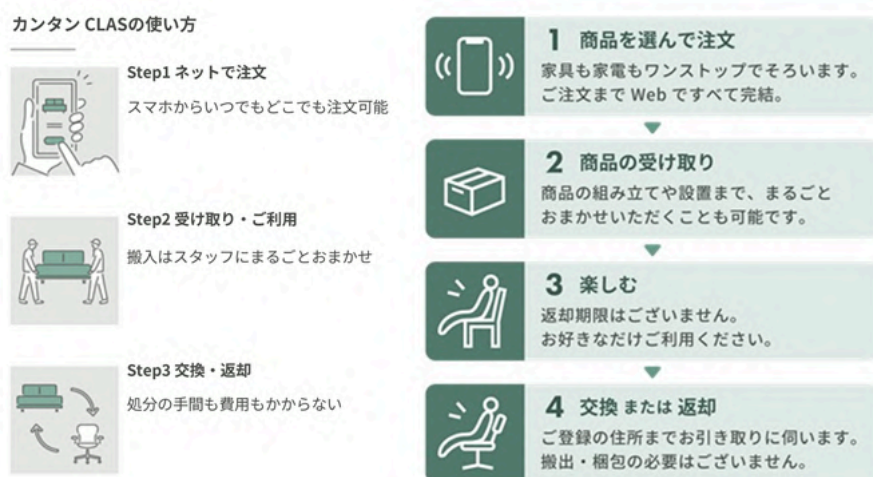 カンタン CLASの使い方
Step1 ネットで注文
スマホからいつでもどこでも注文可能
Step2 受け取り・ご利用
搬入はスタッフにまるごとおまかせ
Step3 交換・返却
処分の手間も費用もかからない
1 商品を選んで注文
家具も家電もワンストップでそろいます。
ご注文まで Web ですべて完結。
2 商品の受け取り
商品の組み立てや設置まで、まるごと
おまかせいただくことも可能です。
3 楽しむ
返却期限はございません。
お好きなだけご利用ください。
4 交換 または 返却
ご登録の住所までお引き取りに伺います。
搬出・梱包の必要はございません。